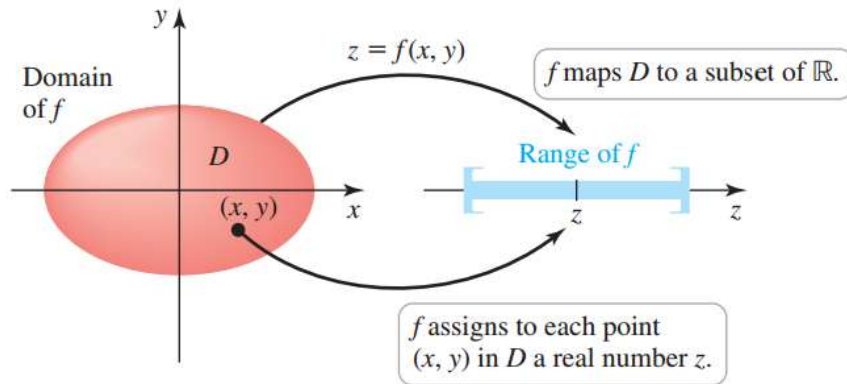 y
z = f(x, y)
f maps D to a subset of ℝ.
Domain
of f
D
Range of f
(x, y)
x
z
z
f assigns to each point
(x, y) in D a real number z.